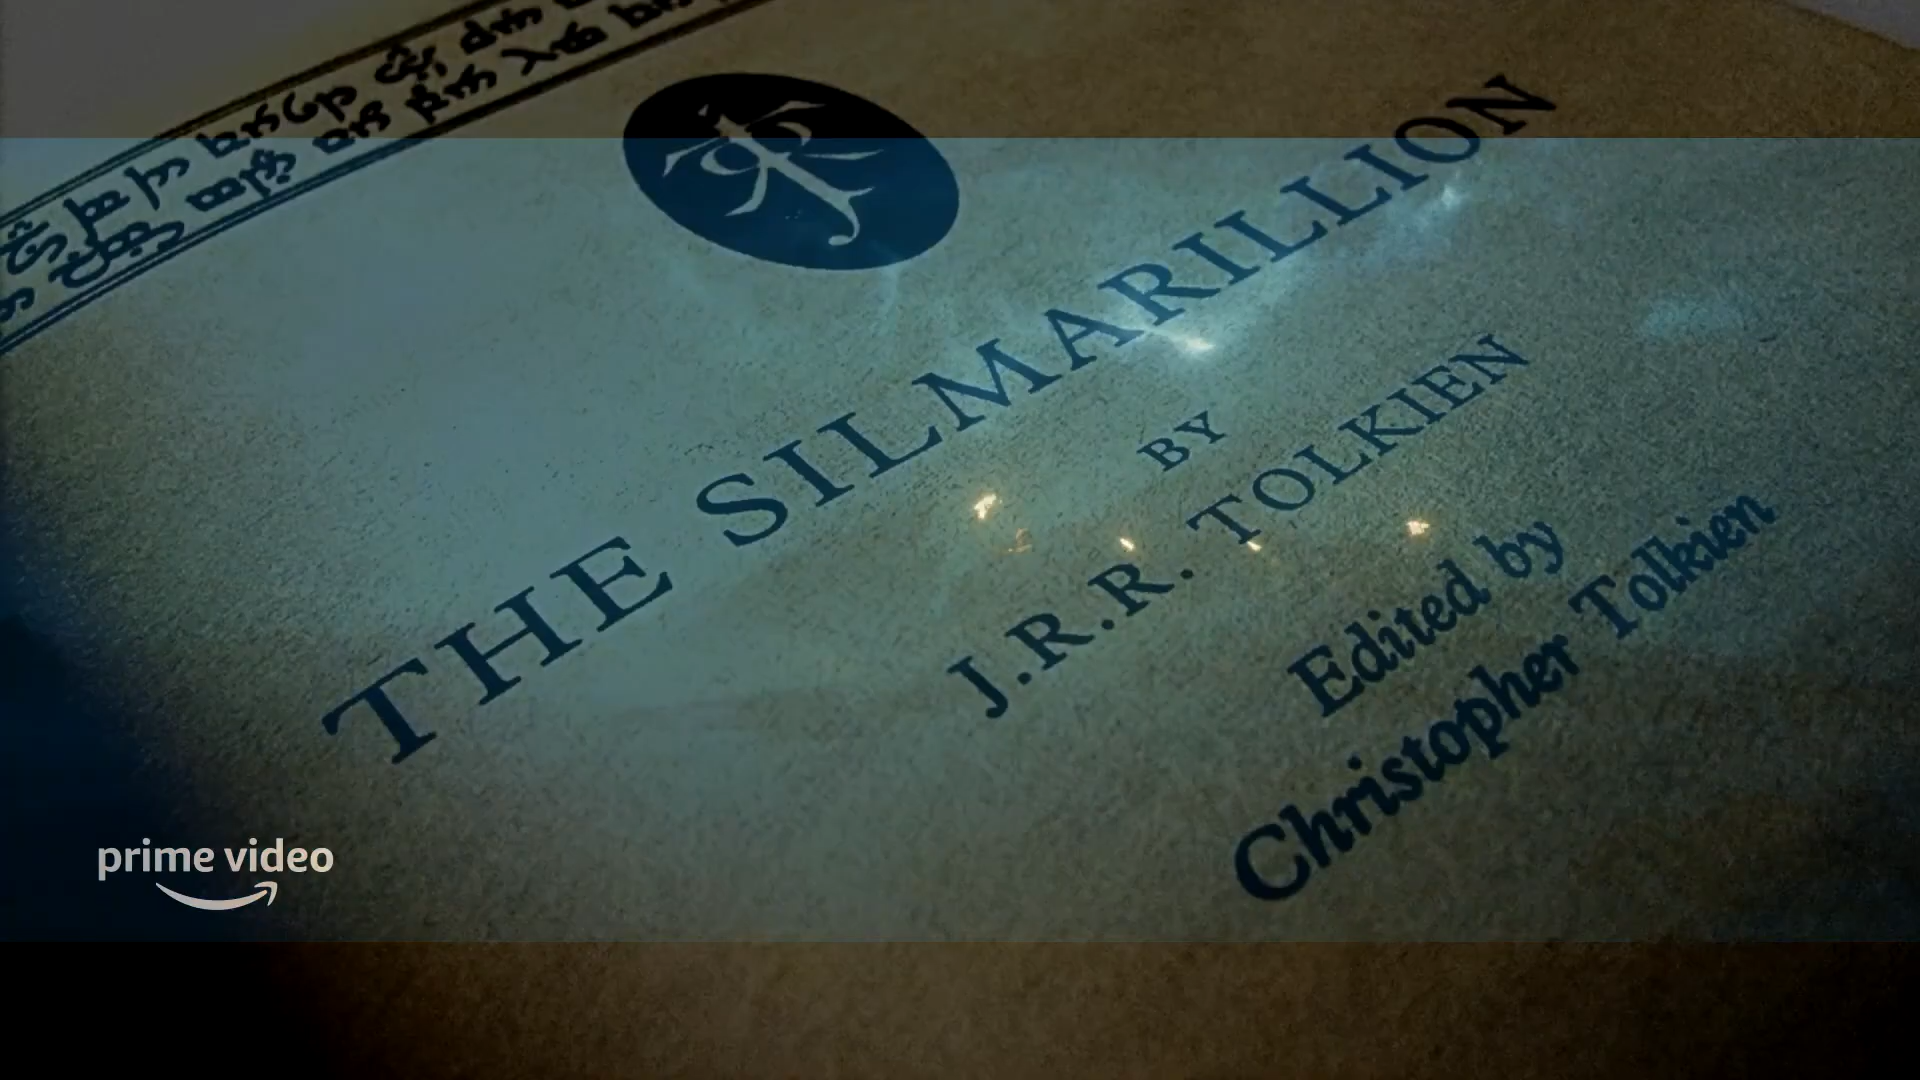 THE SILMARILLION
BY
J.R.R. TOLKIEN
Edited by
Christopher Tolkien
prime video